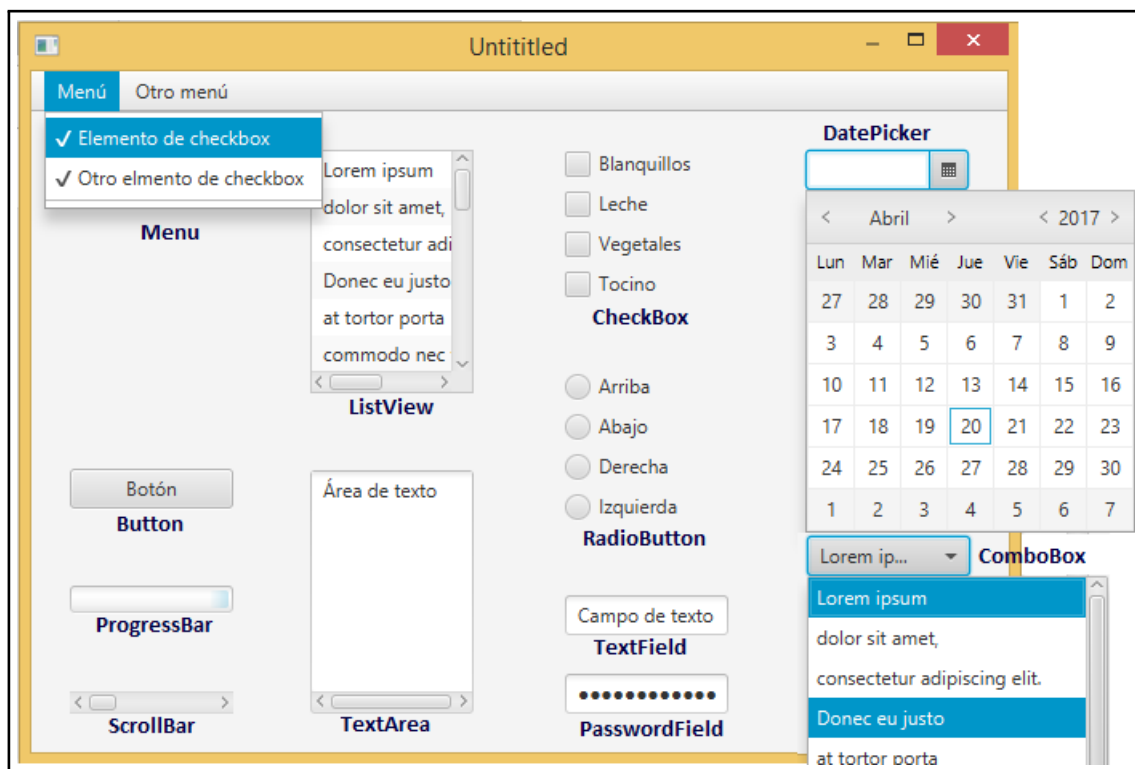 Untititled
Menú Otro menú
✓ Elemento de checkbox
✓ Otro elmento de checkbox
Menu
Lorem ipsum
dolor sit amet,
consectetur adi
Donec eu justo
at tortor porta
commodo nec
ListView
Blanquillos
Leche
Vegetales
Tocino
CheckBox
Arriba
Abajo
Derecha
Izquierda
RadioButton
DatePicker
< Abril > < 2017 >
Lun Mar Mié Jue Vie Sáb Dom
27 28 29 30 31 1 2
3 4 5 6 7 8 9
10 11 12 13 14 15 16
17 18 19 20 21 22 23
24 25 26 27 28 29 30
1 2 3 4 5 6 7
Botón
Button
ProgressBar
ScrollBar
Área de texto
TextArea
Campo de texto
TextField
●●●●●●●●●●●●
PasswordField
Lorem ip... ComboBox
Lorem ipsum
dolor sit amet,
consectetur adipiscing elit.
Donec eu justo
at tortor porta